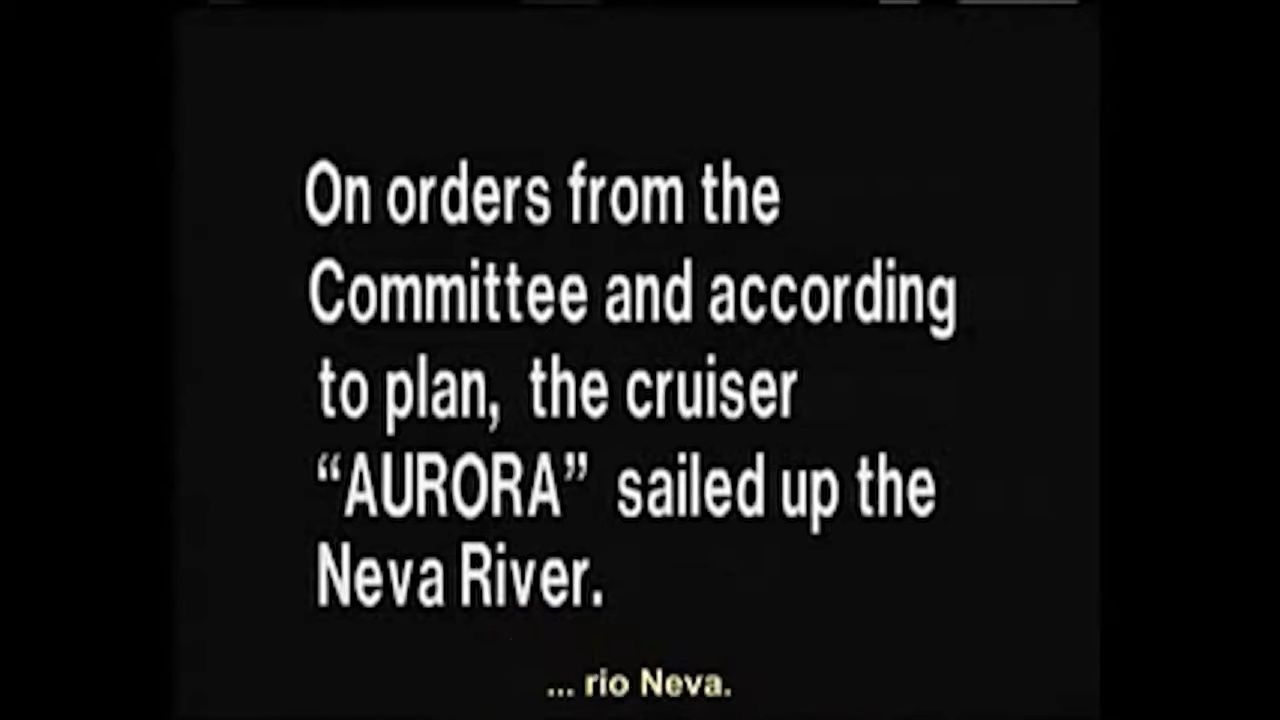 On orders from the
Committee and according
to plan, the cruiser
“AURORA” sailed up the
Neva River.
... rio Neva.